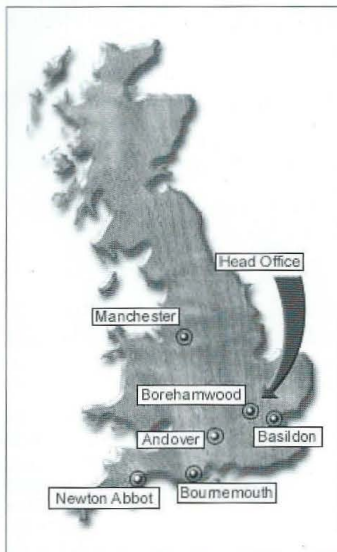 Head Office
Manchester
Borehamwood
Andover
Basildon
Newton Abbot
Bournemouth